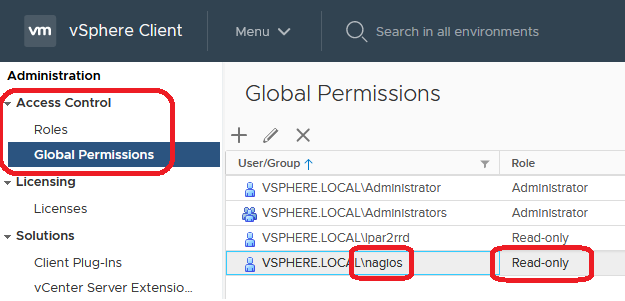 vm vSphere Client Menu Search in all environments
Administration
Access Control
Roles
Global Permissions
Licensing
Licenses
Solutions
Client Plug-Ins
vCenter Server Extensio...
Global Permissions
User/Group Role
VSPHERE.LOCAL\Administrator Administrator
VSPHERE.LOCAL\Administrators Administrator
VSPHERE.LOCAL\lpar2rrd Read-only
VSPHERE.LOCAL\nagios Read-only